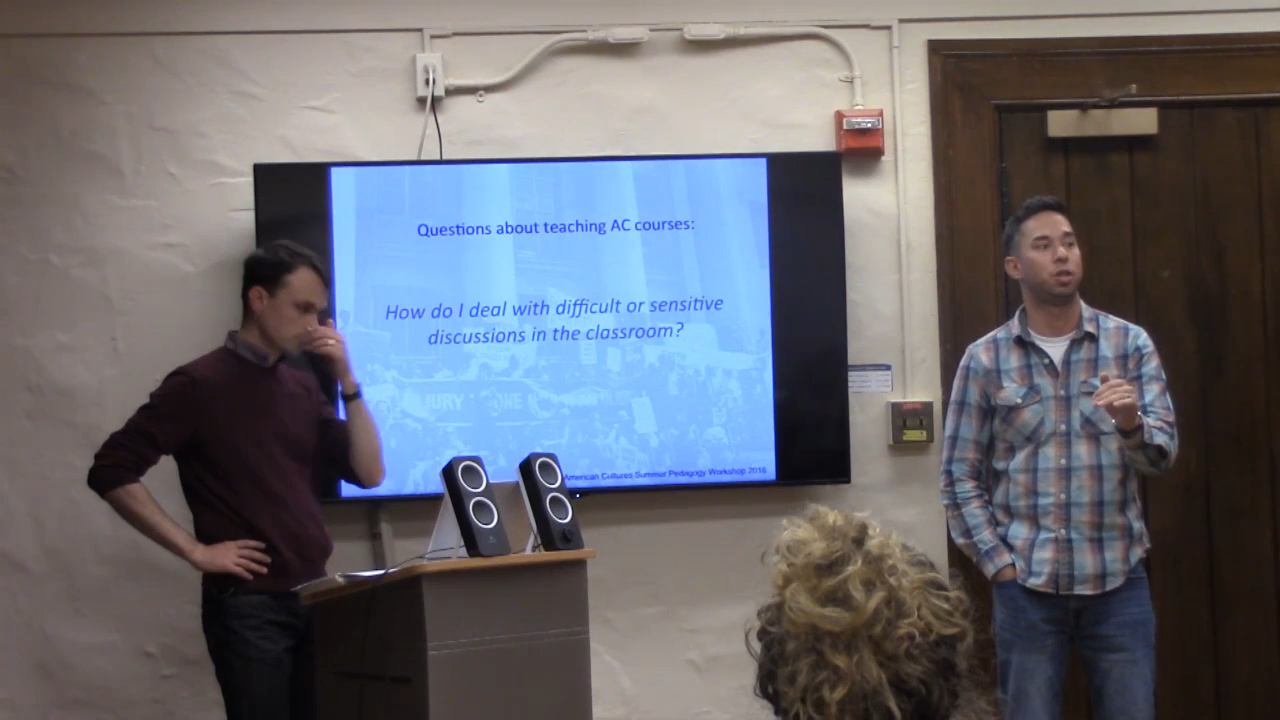 Questions about teaching AC courses:
How do I deal with difficult or sensitive
discussions in the classroom?
JURY
American Cultures Summer Pedagogy Workshop 2016